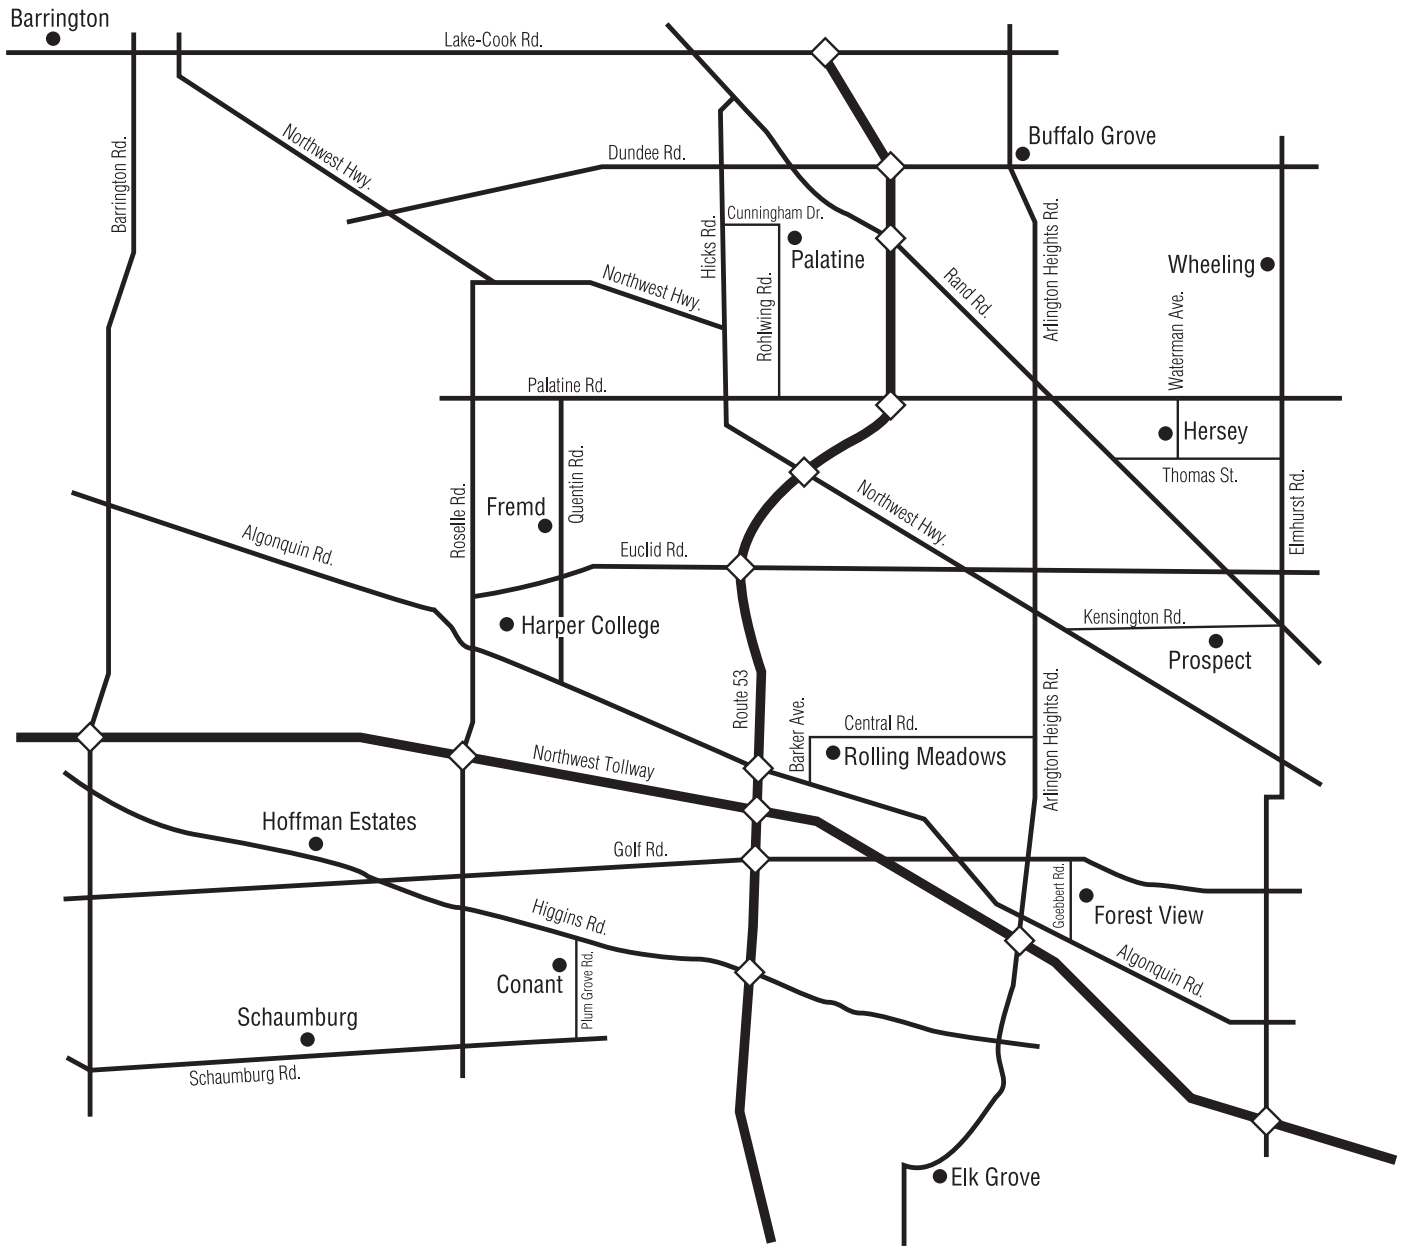 Barrington
Lake-Cook Rd.
Barrington Rd.
Northwest Hwy.
Dundee Rd.
Buffalo Grove
Cunningham Dr.
Hicks Rd.
Palatine
Rohlwing Rd.
Arlington Heights Rd.
Wheeling
Northwest Hwy.
Rand Rd.
Waterman Ave.
Palatine Rd.
Hersey
Thomas St.
Roselle Rd.
Quentin Rd.
Fremd
Northwest Hwy.
Elmhurst Rd.
Algonquin Rd.
Euclid Rd.
Harper College
Kensington Rd.
Prospect
Route 53
Barker Ave.
Central Rd.
Rolling Meadows
Arlington Heights Rd.
Northwest Tollway
Hoffman Estates
Golf Rd.
Goebbert Rd.
Forest View
Higgins Rd.
Algonquin Rd.
Conant
Plum Grove Rd.
Schaumburg
Schaumburg Rd.
Elk Grove